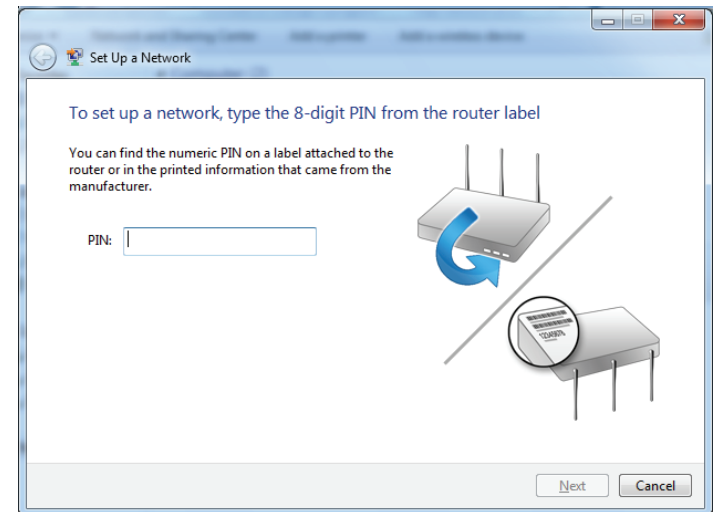 Set Up a Network
To set up a network, type the 8-digit PIN from the router label
You can find the numeric PIN on a label attached to the
router or in the printed information that came from the
manufacturer.
PIN:
12345678
Next
Cancel